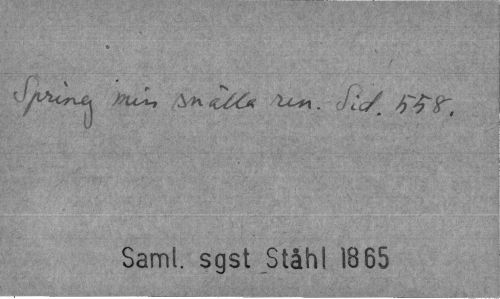 Spring min snälla ren. Sid. 558.
Saml. sgst Ståhl 1865